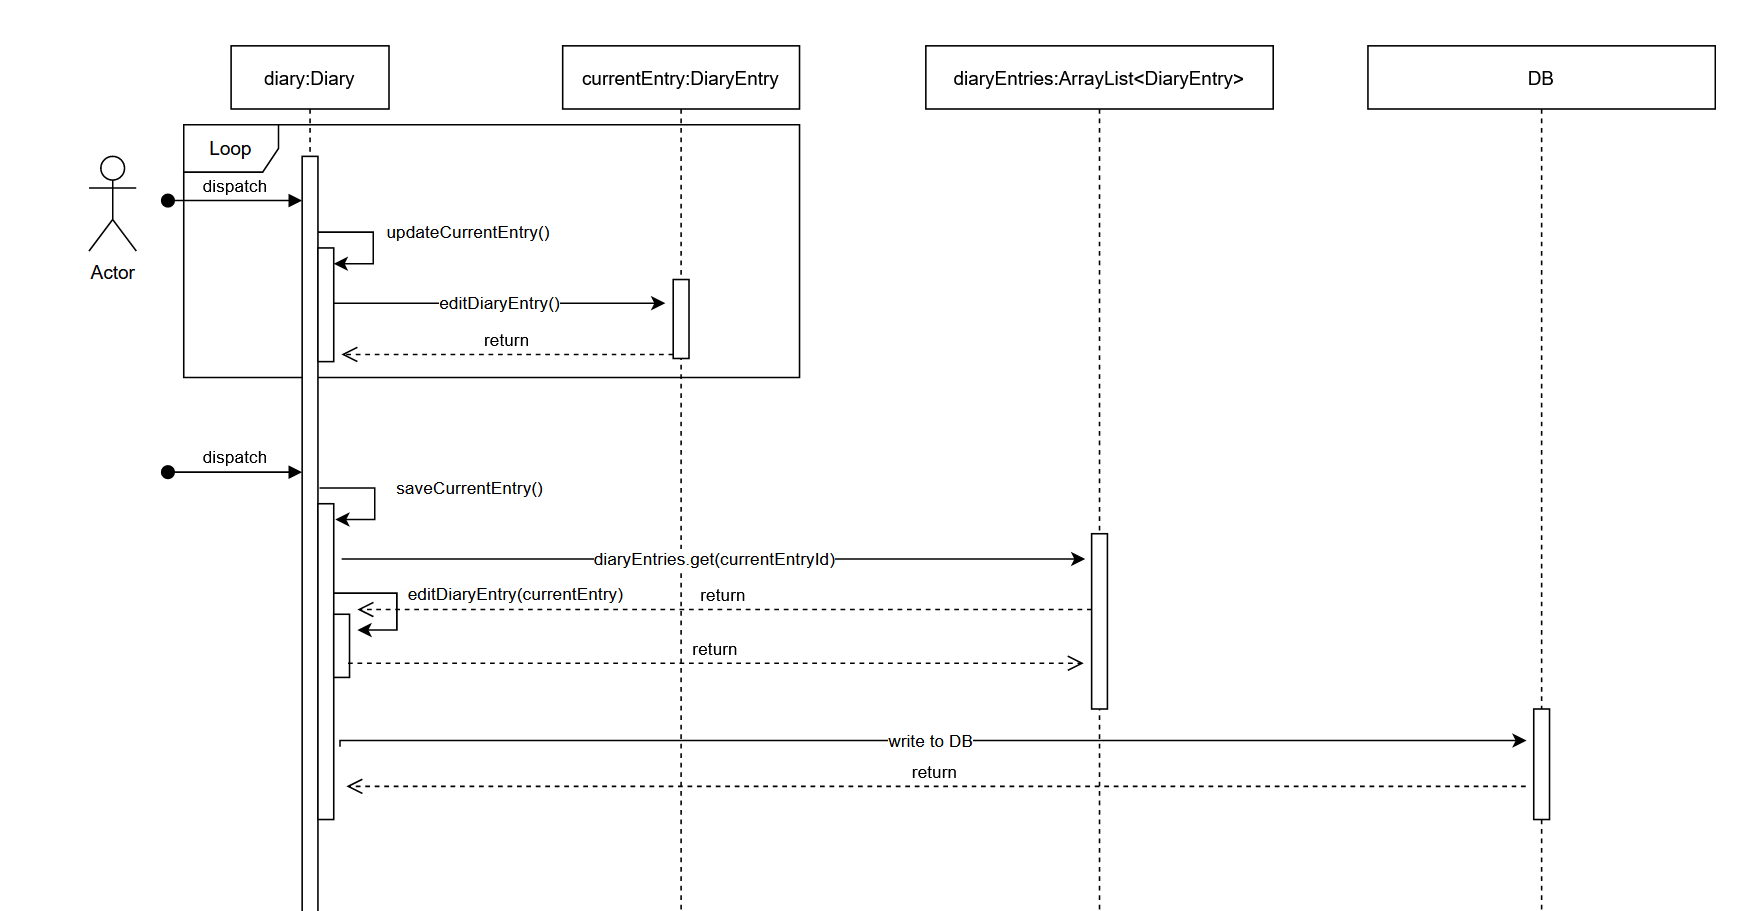 diary:Diary
currentEntry:DiaryEntry
diaryEntries:ArrayList<DiaryEntry>
DB
Loop
dispatch
updateCurrentEntry()
Actor
editDiaryEntry()
return
dispatch
saveCurrentEntry()
diaryEntries.get(currentEntryId)
editDiaryEntry(currentEntry)
return
return
write to DB
return